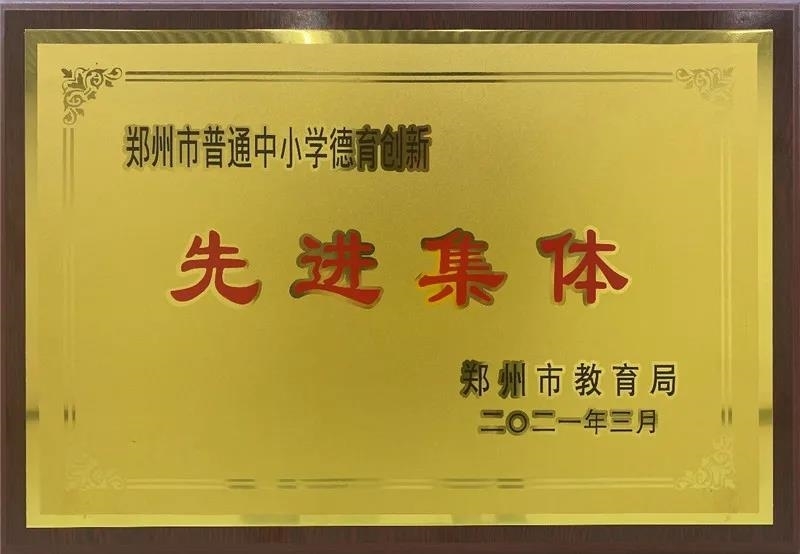 郑州市普通中小学德育创新
先进集体
郑州市教育局
二〇二一年三月